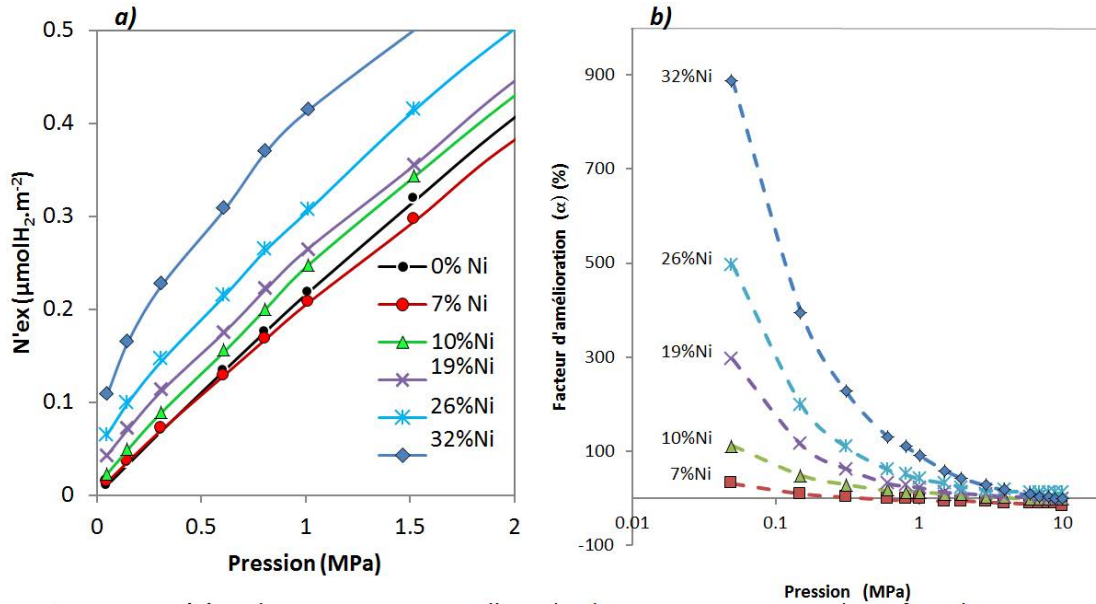 a)
0.5
0.4
0.3
0.2
0.1
0
N'ex (µmolH2.m-2)
0% Ni
7% Ni
10%Ni
19%Ni
26%Ni
32%Ni
0
0.5
1
1.5
2
Pression (MPa)
b)
900
700
500
300
100
-100
Facteur d'amélioration (α) (%)
32%Ni
26%Ni
19%Ni
10%Ni
7%Ni
0.01
0.1
1
10
Pression (MPa)